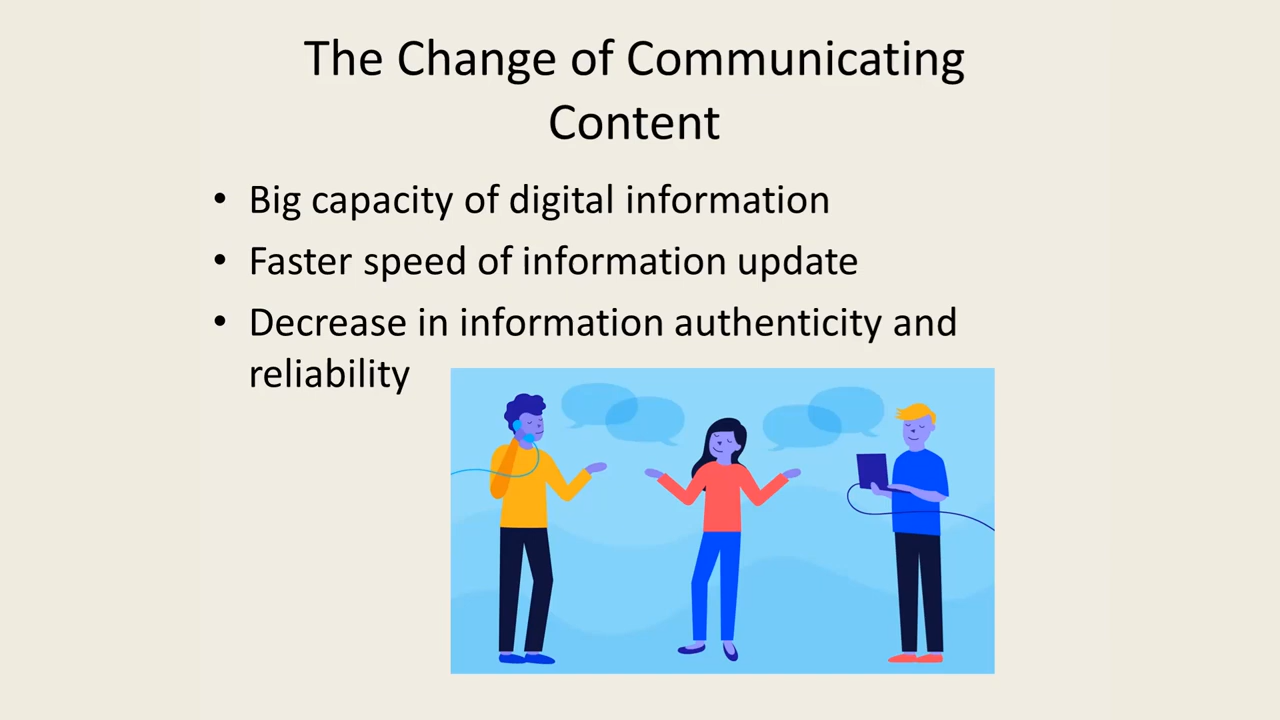 The Change of Communicating
Content
• Big capacity of digital information
• Faster speed of information update
• Decrease in information authenticity and
reliability